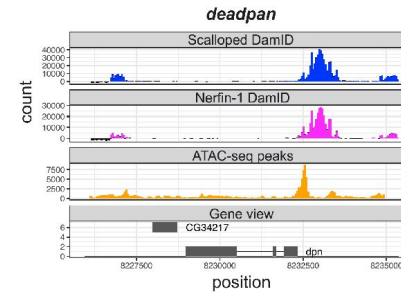 deadpan
Scalloped DamID
40000
30000
20000
10000
0
count
Nerfin-1 DamID
30000
20000
10000
0
ATAC-seq peaks
7500
5000
2500
0
Gene view
6
4
2
0
CG34217
dpn
8227500 8230000 8232500 8235000
position